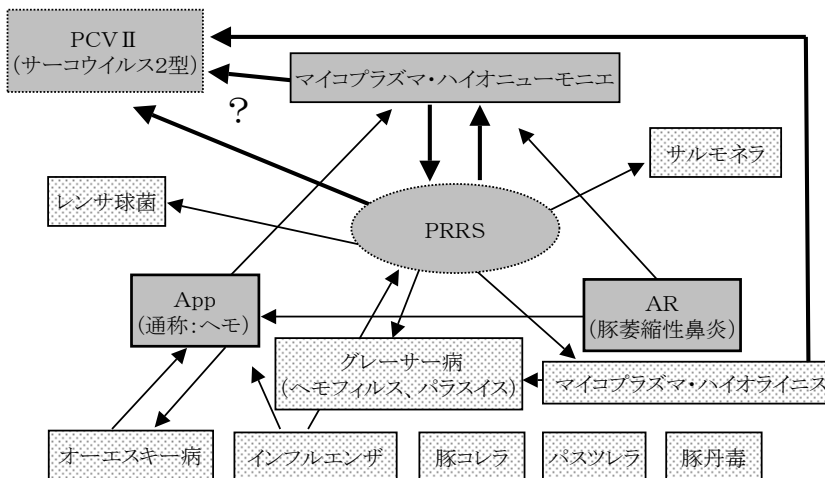 PCVⅡ
(サーコウイルス2型)
マイコプラズマ・ハイオニューモニエ
?
サルモネラ
レンサ球菌
PRRS
App
(通称:ヘモ)
AR
(豚萎縮性鼻炎)
グレーサー病
(ヘモフィルス、パラスイス)
マイコプラズマ・ハイオライニス
オーエスキー病
インフルエンザ
豚コレラ
パスツレラ
豚丹毒